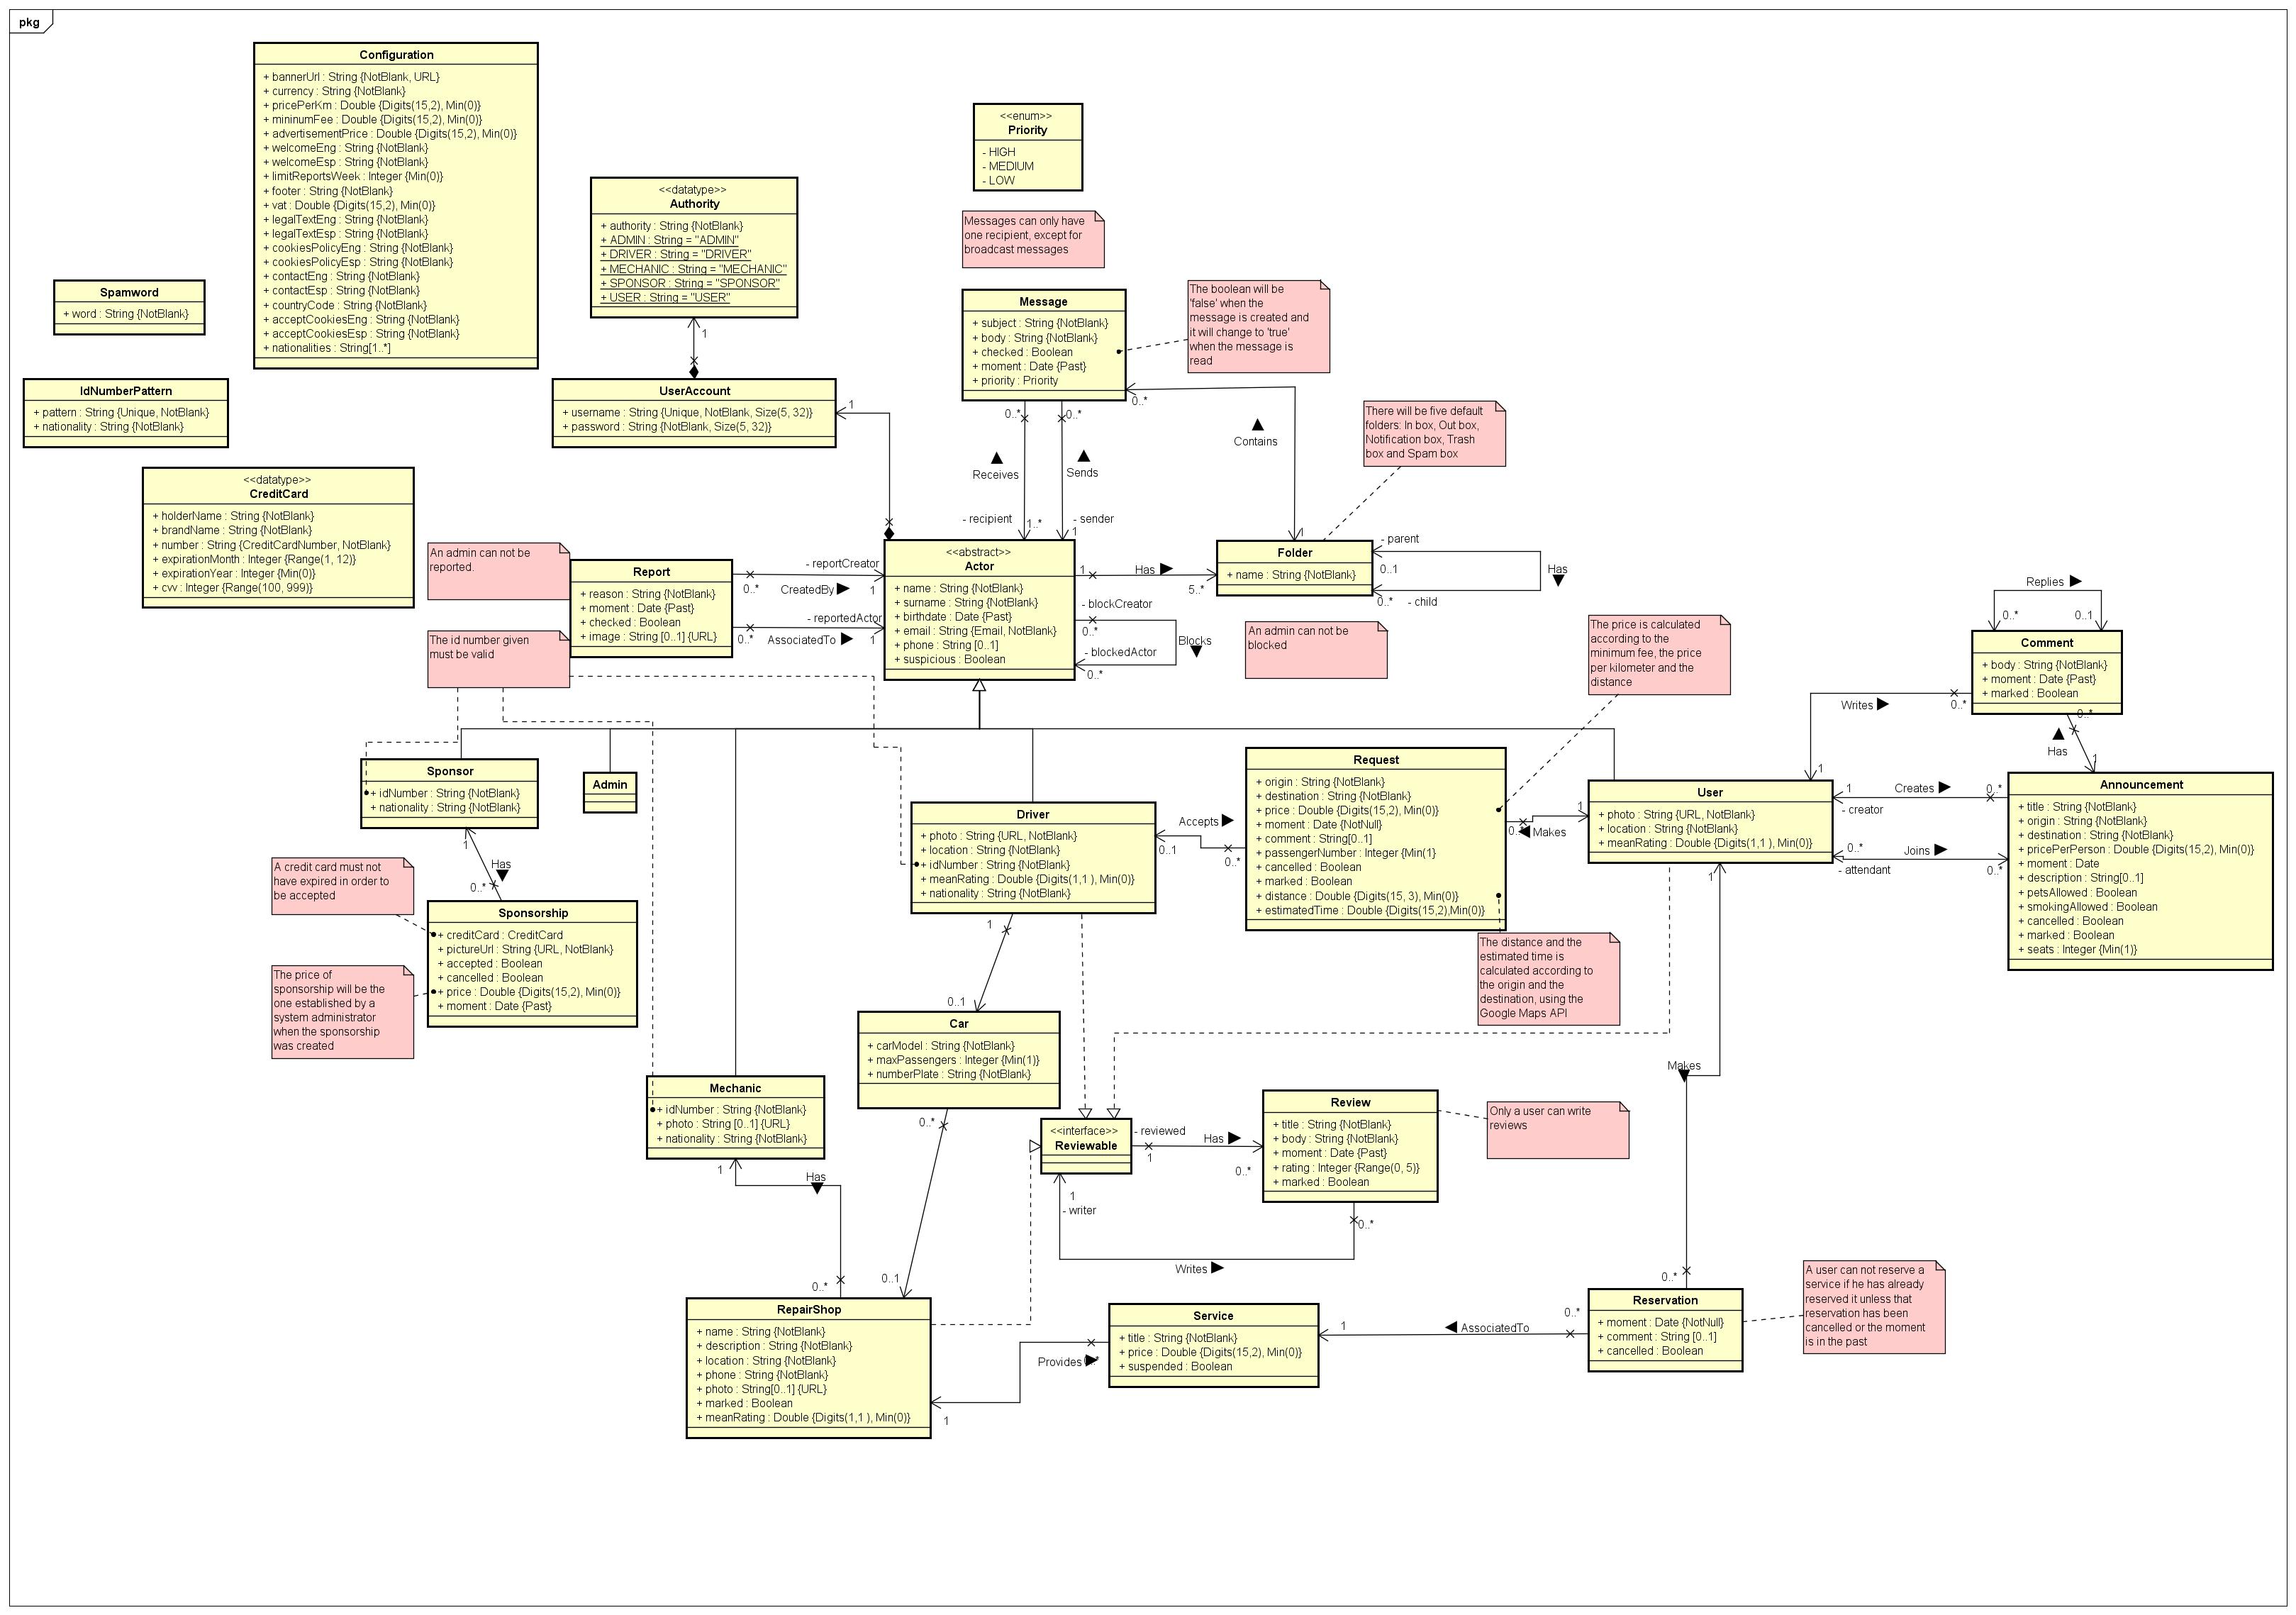 pkg
Configuration
+ bannerUrl : String {NotBlank, URL}
+ currency : String {NotBlank}
+ pricePerKm : Double {Digits(15,2), Min(0)}
+ mininumFee : Double {Digits(15,2), Min(0)}
+ advertisementPrice : Double {Digits(15,2), Min(0)}
+ welcomeEng : String {NotBlank}
+ welcomeEsp : String {NotBlank}
+ limitReportsWeek : Integer {Min(0)}
+ footer : String {NotBlank}
+ vat : Double {Digits(15,2), Min(0)}
+ legalTextEng : String {NotBlank}
+ legalTextEsp : String {NotBlank}
+ cookiesPolicyEng : String {NotBlank}
+ cookiesPolicyEsp : String {NotBlank}
+ contactEng : String {NotBlank}
+ contactEsp : String {NotBlank}
+ countryCode : String {NotBlank}
+ acceptCookiesEng : String {NotBlank}
+ acceptCookiesEsp : String {NotBlank}
+ nationalities : String[1..*]
<<enum>>
Priority
- HIGH
- MEDIUM
- LOW
<<datatype>>
Authority
+ authority : String {NotBlank}
+ ADMIN : String = "ADMIN"
+ DRIVER : String = "DRIVER"
+ MECHANIC : String = "MECHANIC"
+ SPONSOR : String = "SPONSOR"
+ USER : String = "USER"
1
Messages can only have
one recipient, except for
broadcast messages
Spamword
+ word : String {NotBlank}
Message
+ subject : String {NotBlank}
+ body : String {NotBlank}
+ checked : Boolean
+ moment : Date {Past}
+ priority : Priority
The boolean will be
'false' when the
message is created and
it will change to 'true'
when the message is
read
IdNumberPattern
+ pattern : String {Unique, NotBlank}
+ nationality : String {NotBlank}
UserAccount
+ username : String {Unique, NotBlank, Size(5, 32)}
+ password : String {NotBlank, Size(5, 32)}
1
0..*
0..*
0..*
Contains
Receives
Sends
- recipient
1..*
- sender
1
1
There will be five default
folders: In box, Out box,
Notification box, Trash
box and Spam box
<<datatype>>
CreditCard
+ holderName : String {NotBlank}
+ brandName : String {NotBlank}
+ number : String {CreditCardNumber, NotBlank}
+ expirationMonth : Integer {Range(1, 12)}
+ expirationYear : Integer {Min(0)}
+ cvv : Integer {Range(100, 999)}
An admin can not be
reported.
Report
+ reason : String {NotBlank}
+ moment : Date {Past}
+ checked : Boolean
+ image : String [0..1] {URL}
- reportCreator
0..*
CreatedBy
1
- reportedActor
0..*
AssociatedTo
1
<<abstract>>
Actor
+ name : String {NotBlank}
+ surname : String {NotBlank}
+ birthdate : Date {Past}
+ email : String {Email, NotBlank}
+ phone : String [0..1]
+ suspicious : Boolean
1
Has
5..*
- blockCreator
0..*
Blocks
- blockedActor
0..*
Folder
+ name : String {NotBlank}
- parent
0..1
Has
0..*
- child
An admin can not be
blocked
The id number given
must be valid
The price is calculated
according to the
minimum fee, the price
per kilometer and the
distance
Replies
0..*
0..1
Comment
+ body : String {NotBlank}
+ moment : Date {Past}
+ marked : Boolean
Writes
0..*
1
0..*
Has
1
Sponsor
+ idNumber : String {NotBlank}
+ nationality : String {NotBlank}
Admin
Driver
+ photo : String {URL, NotBlank}
+ location : String {NotBlank}
+ idNumber : String {NotBlank}
+ meanRating : Double {Digits(1,1 ), Min(0)}
+ nationality : String {NotBlank}
Accepts
0..1
0..*
Request
+ origin : String {NotBlank}
+ destination : String {NotBlank}
+ price : Double {Digits(15,2), Min(0)}
+ moment : Date {NotNull}
+ comment : String[0..1]
+ passengerNumber : Integer {Min(1}
+ cancelled : Boolean
+ marked : Boolean
+ distance : Double {Digits(15, 3), Min(0)}
+ estimatedTime : Double {Digits(15,2),Min(0)}
Makes
1
User
+ photo : String {URL, NotBlank}
+ location : String {NotBlank}
+ meanRating : Double {Digits(1,1 ), Min(0)}
1
Creates
0..*
- creator
0..*
Joins
0..*
- attendant
Announcement
+ title : String {NotBlank}
+ origin : String {NotBlank}
+ destination : String {NotBlank}
+ pricePerPerson : Double {Digits(15,2), Min(0)}
+ moment : Date
+ description : String[0..1]
+ petsAllowed : Boolean
+ smokingAllowed : Boolean
+ cancelled : Boolean
+ marked : Boolean
+ seats : Integer {Min(1)}
1
Has
0..*
A credit card must not
have expired in order to
be accepted
Sponsorship
+ creditCard : CreditCard
+ pictureUrl : String {URL, NotBlank}
+ accepted : Boolean
+ cancelled : Boolean
+ price : Double {Digits(15,2), Min(0)}
+ moment : Date {Past}
The price of
sponsorship will be the
one established by a
system administrator
when the sponsorship
was created
1
0..1
The distance and the
estimated time is
calculated according to
the origin and the
destination, using the
Google Maps API
1
Car
+ carModel : String {NotBlank}
+ maxPassengers : Integer {Min(1)}
+ numberPlate : String {NotBlank}
Makes
Mechanic
+ idNumber : String {NotBlank}
+ photo : String [0..1] {URL}
+ nationality : String {NotBlank}
0..*
<<interface>>
Reviewable
- reviewed
1
Has
0..*
Review
+ title : String {NotBlank}
+ body : String {NotBlank}
+ moment : Date {Past}
+ rating : Integer {Range(0, 5)}
+ marked : Boolean
Only a user can write
reviews
1
Has
0..*
1
- writer
0..*
Writes
0..1
0..*
RepairShop
+ name : String {NotBlank}
+ description : String {NotBlank}
+ location : String {NotBlank}
+ phone : String {NotBlank}
+ photo : String[0..1] {URL}
+ marked : Boolean
+ meanRating : Double {Digits(1,1 ), Min(0)}
Provides
1
Service
+ title : String {NotBlank}
+ price : Double {Digits(15,2), Min(0)}
+ suspended : Boolean
1
AssociatedTo
0..*
Reservation
+ moment : Date {NotNull}
+ comment : String [0..1]
+ cancelled : Boolean
A user can not reserve a
service if he has already
reserved it unless that
reservation has been
cancelled or the moment
is in the past